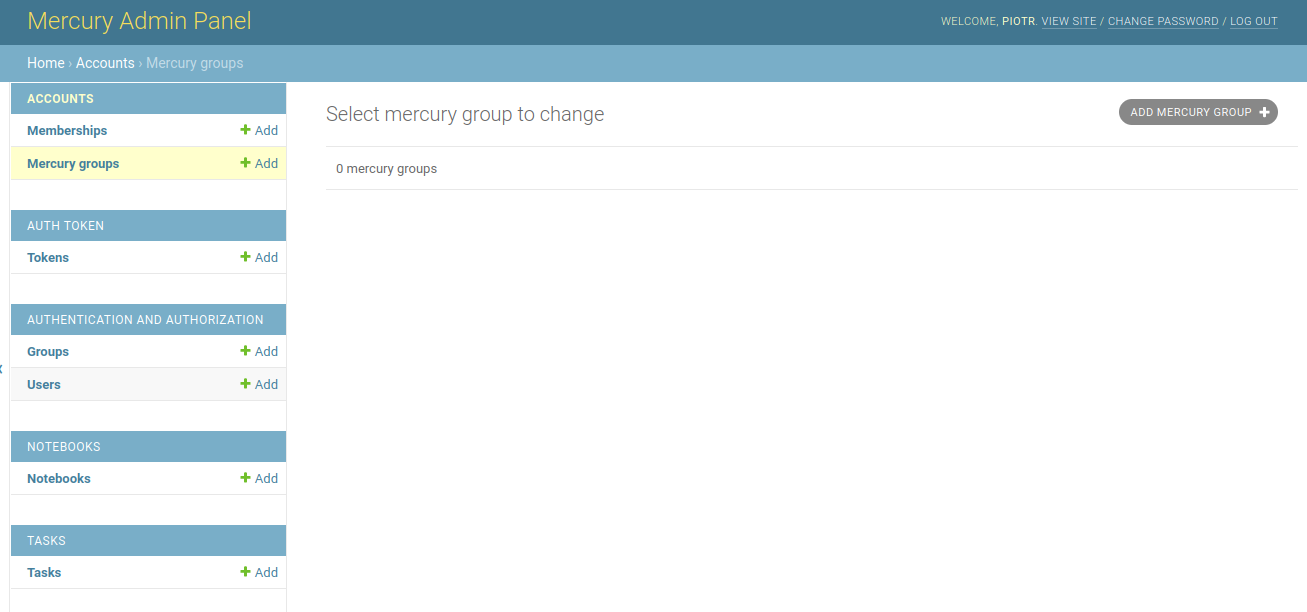 Mercury Admin Panel
WELCOME, PIOTR. VIEW SITE / CHANGE PASSWORD / LOG OUT
Home › Accounts › Mercury groups
ACCOUNTS
Memberships + Add
Mercury groups + Add
AUTH TOKEN
Tokens + Add
AUTHENTICATION AND AUTHORIZATION
Groups + Add
Users + Add
NOTEBOOKS
Notebooks + Add
TASKS
Tasks + Add
Select mercury group to change
ADD MERCURY GROUP +
0 mercury groups